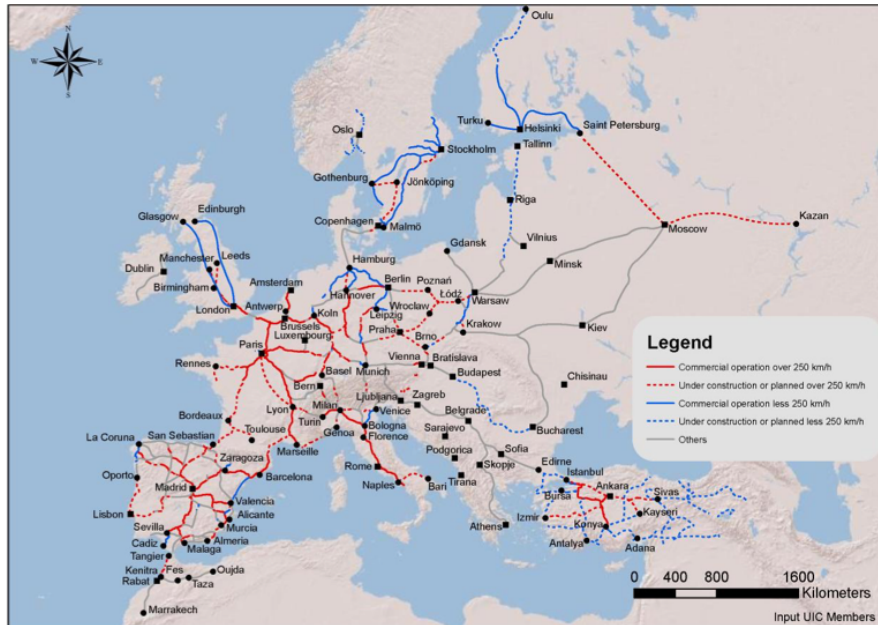 N
W
E
S
Oulu
Turku
Helsinki
Saint Petersburg
Tallinn
Oslo
Stockholm
Gothenburg
Jönköping
Riga
Moscow
Kazan
Copenhagen
Malmö
Vilnius
Edinburgh
Glasgow
Gdansk
Minsk
Manchester
Leeds
Dublin
Birmingham
Hamburg
Amsterdam
Berlin
Poznań
Hannover
Łódź
Warsaw
London
Antwerp
Koln
Wroclaw
Brussels
Leipzig
Krakow
Kiev
Luxembourg
Praha
Paris
Brno
Rennes
Basel
Munich
Vienna
Bratislava
Bern
Budapest
Chisinau
Ljubljana
Zagreb
Lyon
Milan
Venice
Bordeaux
Turin
Belgrade
Toulouse
Genoa
Bologna
Florence
Sarajevo
Bucharest
La Coruna
San Sebastian
Marseille
Sofia
Zaragoza
Podgorica
Edirne
Oporto
Barcelona
Rome
Skopje
Istanbul
Madrid
Tirana
Ankara
Naples
Bari
Bursa
Sivas
Valencia
Lisbon
Alicante
Izmir
Kayseri
Sevilla
Murcia
Athens
Konya
Cadiz
Almeria
Malaga
Antalya
Adana
Tangier
Kenitra
Fes
Oujda
Rabat
Taza
Marrakech
Legend
Commercial operation over 250 km/h
Under construction or planned over 250 km/h
Commercial operation less 250 km/h
Under construction or planned less 250 km/h
Others
0 400 800 1600
Kilometers
Input UIC Members